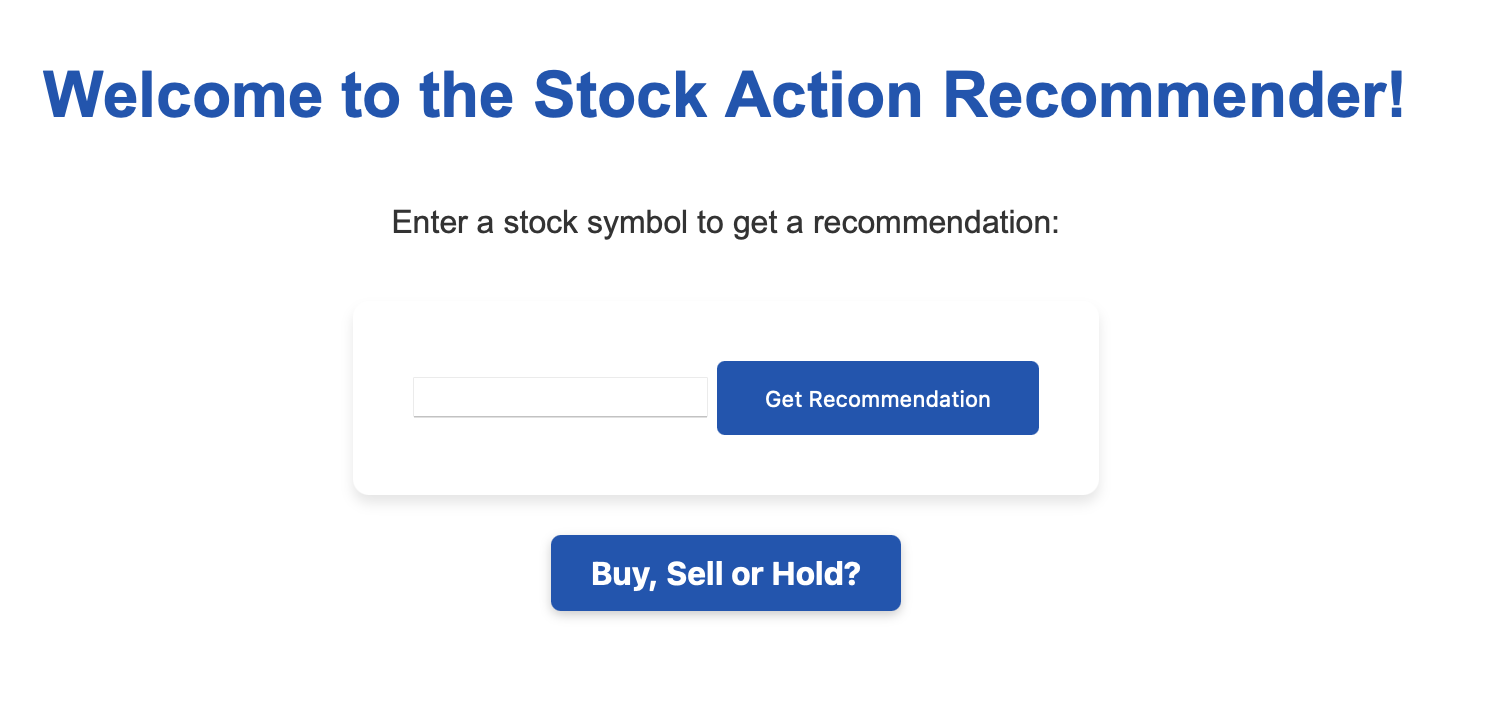 Welcome to the Stock Action Recommender!
Enter a stock symbol to get a recommendation:
Get Recommendation
Buy, Sell or Hold?